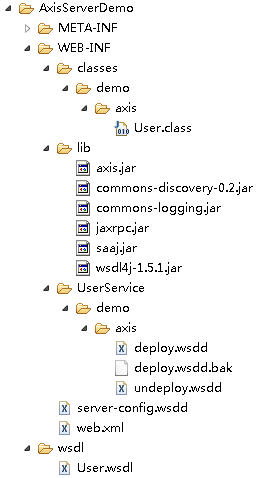 AxisServerDemo
META-INF
WEB-INF
classes
demo
axis
User.class
lib
axis.jar
commons-discovery-0.2.jar
commons-logging.jar
jaxrpc.jar
saaj.jar
wsdl4j-1.5.1.jar
UserService
demo
axis
deploy.wsdd
deploy.wsdd.bak
undeploy.wsdd
server-config.wsdd
web.xml
wsdl
User.wsdl